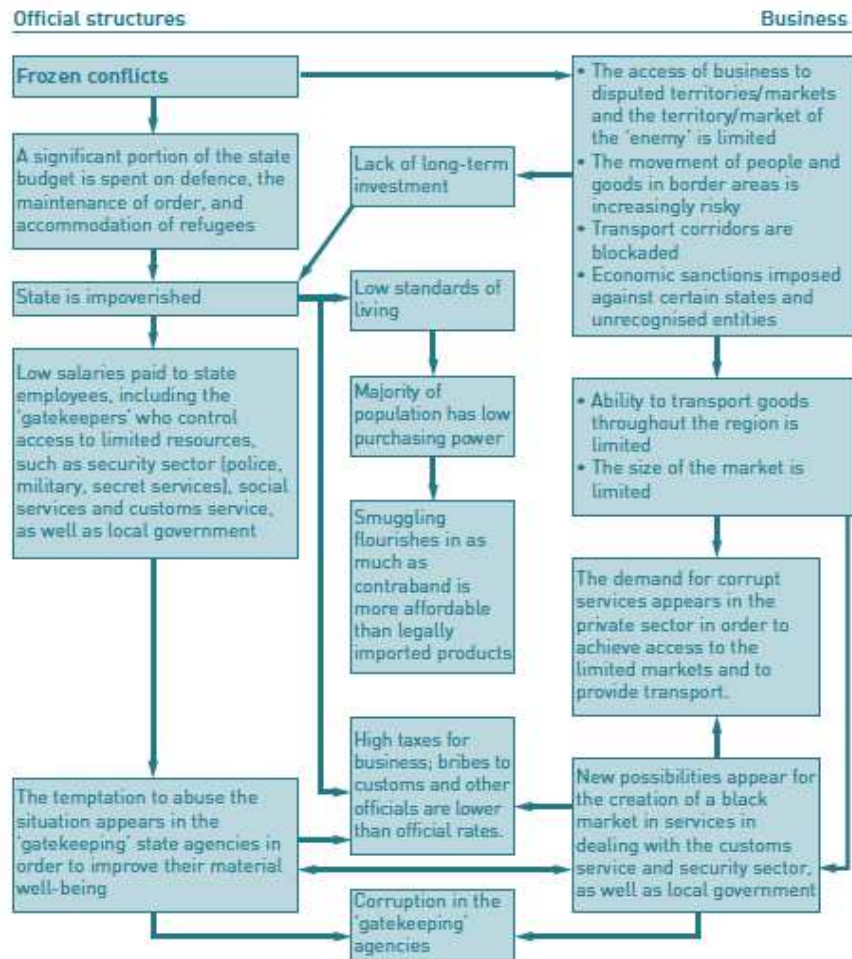 Official structures
Business
Frozen conflicts
A significant portion of the state
budget is spent on defence, the
maintenance of order, and
accommodation of refugees
State is impoverished
Low salaries paid to state
employees, including the
‘gatekeepers’ who control
access to limited resources,
such as security sector (police,
military, secret services), social
services and customs service,
as well as local government
The temptation to abuse the
situation appears in the
‘gatekeeping’ state agencies in
order to improve their material
well-being
Lack of long-term
investment
Low standards of
living
Majority of
population has low
purchasing power
Smuggling
flourishes in as
much as
contraband is
more affordable
than legally
imported products
High taxes for
business; bribes to
customs and other
officials are lower
than official rates.
Corruption in the
‘gatekeeping’
agencies
• The access of business to
disputed territories/markets
and the territory/market of
the ‘enemy’ is limited
• The movement of people and
goods in border areas is
increasingly risky
• Transport corridors are
blockaded
• Economic sanctions imposed
against certain states and
unrecognised entities
• Ability to transport goods
throughout the region is
limited
• The size of the market is
limited
The demand for corrupt
services appears in the
private sector in order to
achieve access to the
limited markets and to
provide transport.
New possibilities appear for
the creation of a black
market in services in
dealing with the customs
service and security sector,
as well as local government